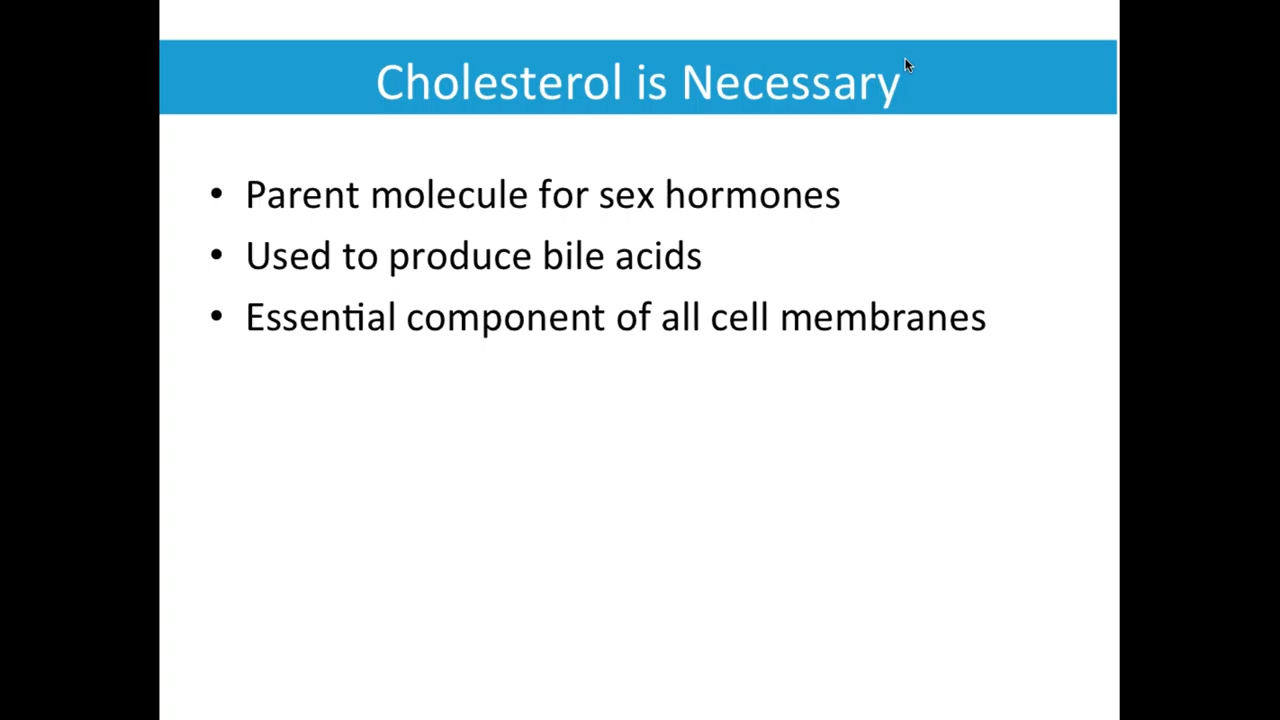 Cholesterol is Necessary
• Parent molecule for sex hormones
• Used to produce bile acids
• Essential component of all cell membranes